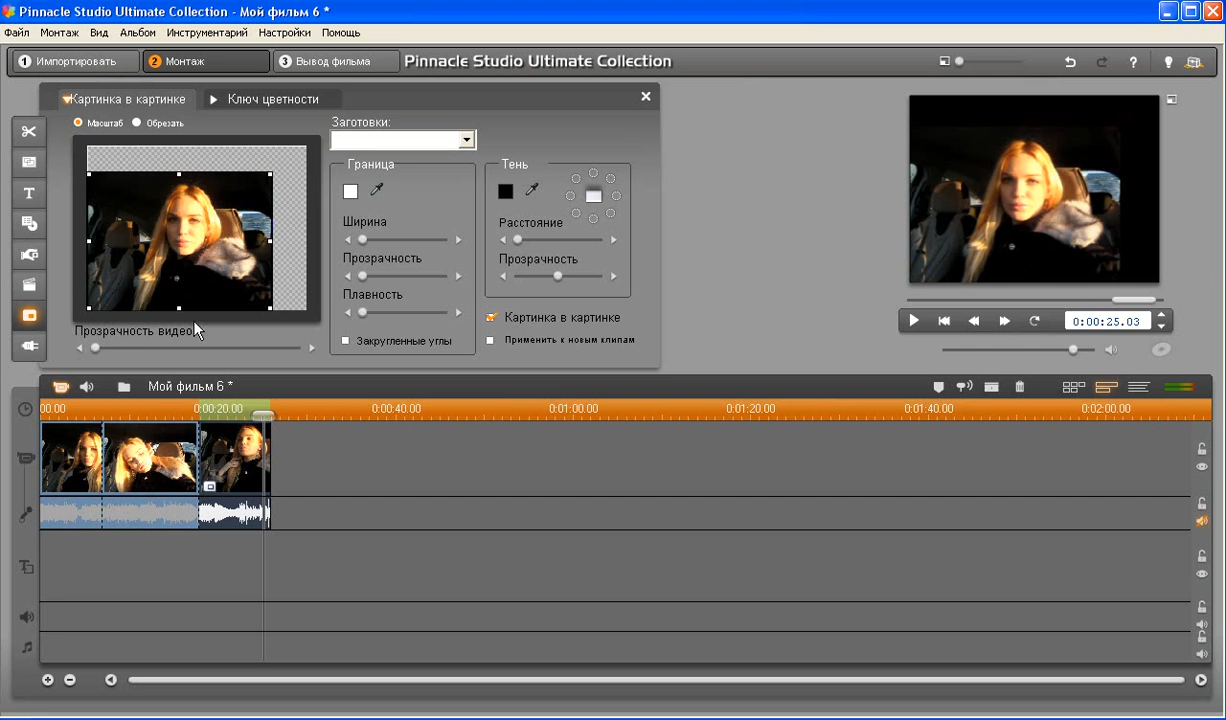 Pinnacle Studio Ultimate Collection - Мой фильм 6 *
Файл Монтаж Вид Альбом Инструментарий Настройки Помощь
1 Импортировать 2 Монтаж 3 Вывод фильма Pinnacle Studio Ultimate Collection
Картинка в картинке Ключ цветности
Масштаб Обрезать
Заготовки:
Граница
Тень
Ширина
Расстояние
Прозрачность
Прозрачность
Плавность
Картинка в картинке
Прозрачность видео
Закругленные углы
Применить к новым клипам
0:00:25.03
Мой фильм 6 *
00.00 0:00:20.00 0:00:40.00 0:01:00.00 0:01:20.00 0:01:40.00 0:02:00.00